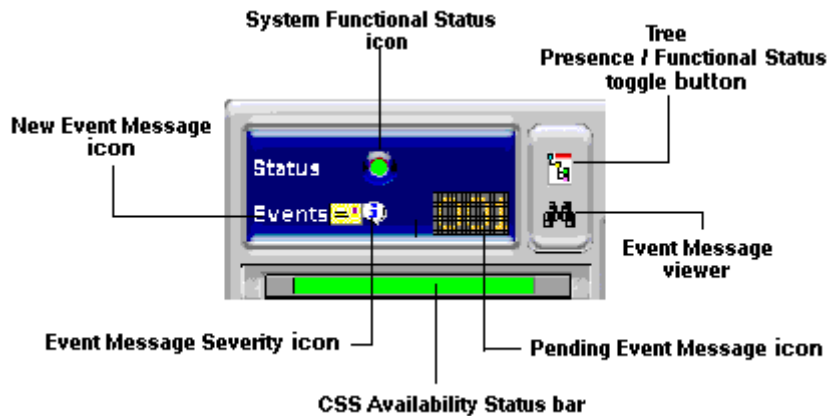 System Functional Status
icon
Tree
Presence / Functional Status
toggle button
New Event Message
icon
Status
Events
Event Message
viewer
Event Message Severity icon
Pending Event Message icon
CSS Availability Status bar